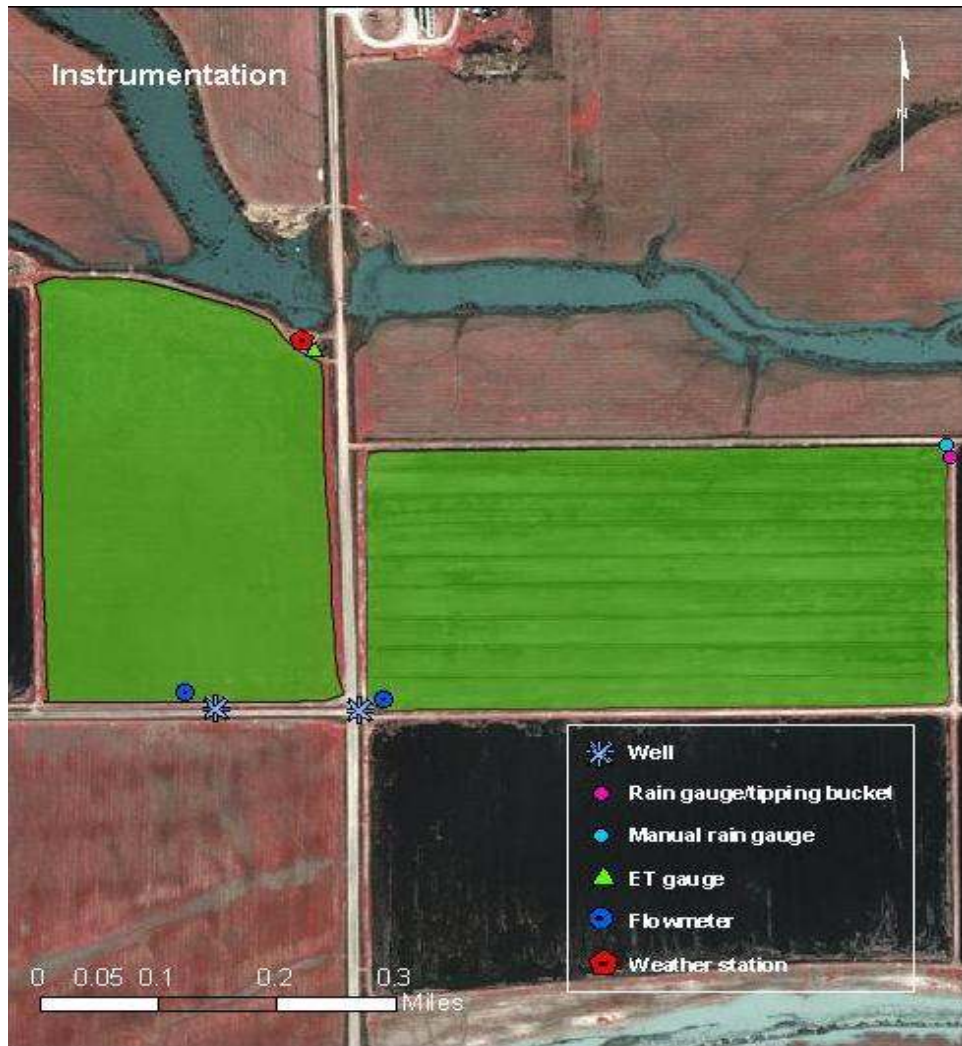 Instrumentation
N
Well
Rain gauge/tipping bucket
Manual rain gauge
ET gauge
Flowmeter
Weather station
0 0.05 0.1 0.2 0.3
Miles